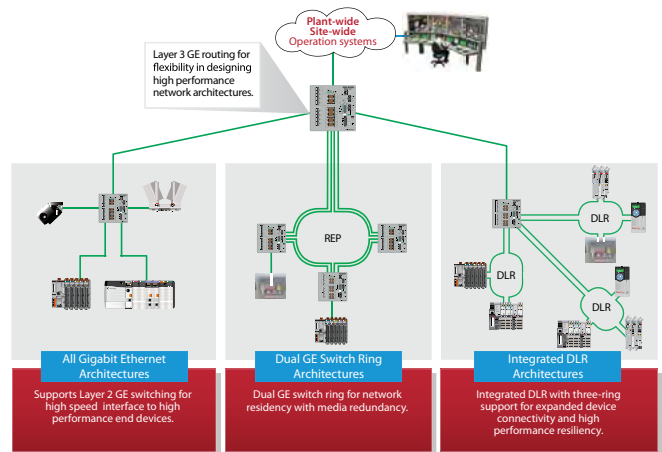 Plant-wide
Site-wide
Operation systems
Layer 3 GE routing for
flexibility in designing
high performance
network architectures.
REP
DLR
DLR
DLR
All Gigabit Ethernet
Architectures
Supports Layer 2 GE switching for
high speed interface to high
performance end devices.
Dual GE Switch Ring
Architectures
Dual GE switch ring for network
residency with media redundancy.
Integrated DLR
Architectures
Integrated DLR with three-ring
support for expanded device
connectivity and high
performance resiliency.